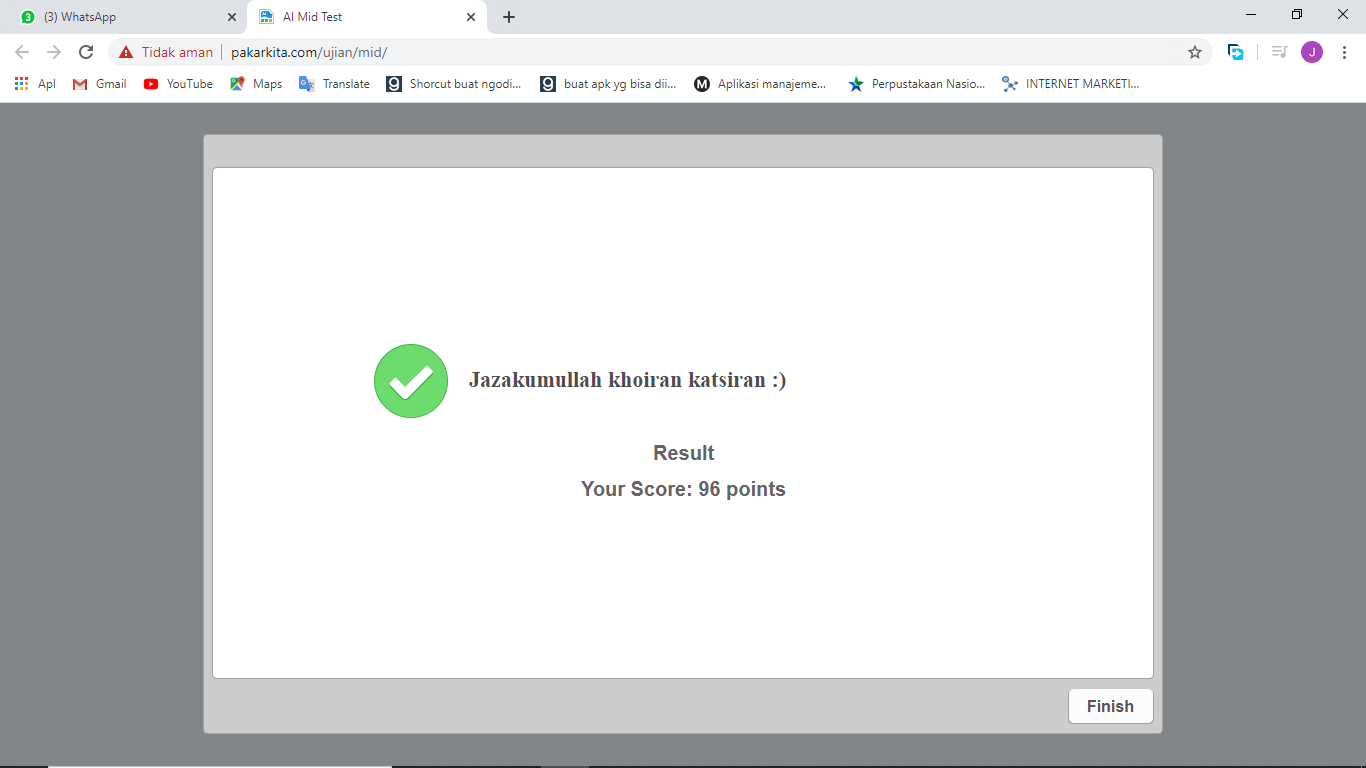 3
(3) WhatsApp
AI Mid Test
Tidak aman
pakarkita.com/ujian/mid/
J
Apl
Gmail
YouTube
Maps
Translate
Shorcut buat ngodi...
buat apk yg bisa dii...
M
Aplikasi manajeme...
Perpustakaan Nasio...
INTERNET MARKETI...
Jazakumullah khoiran katsiran :)
Result
Your Score: 96 points
Finish